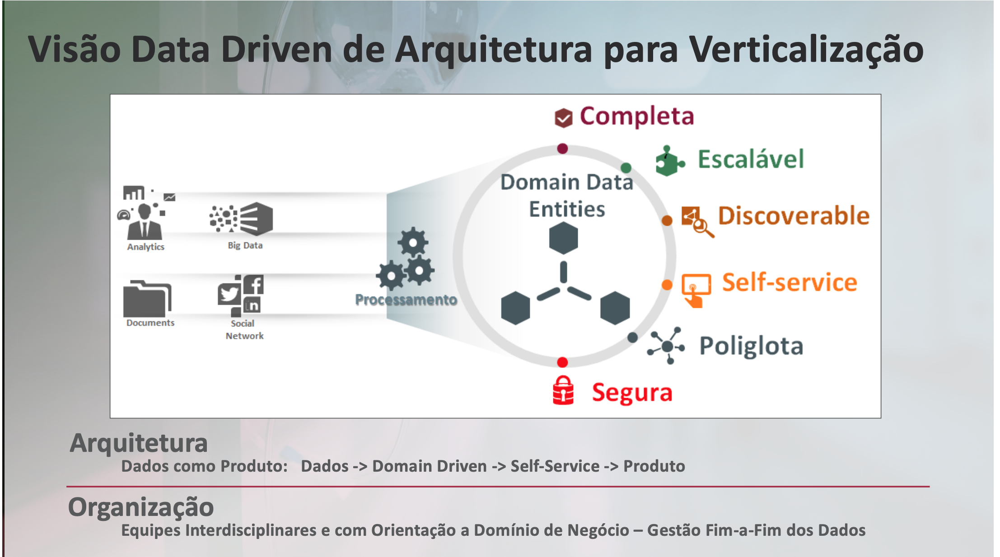 Visão Data Driven de Arquitetura para Verticalização
Completa
Escalável
Domain Data
Entities
Discoverable
Analytics
Big Data
Self-service
f
in
Processamento
Documents
Social
Network
Poliglota
Segura
Arquitetura
Dados como Produto: Dados -> Domain Driven -> Self-Service -> Produto
Organização
Equipes Interdisciplinares e com Orientação a Domínio de Negócio – Gestão Fim-a-Fim dos Dados